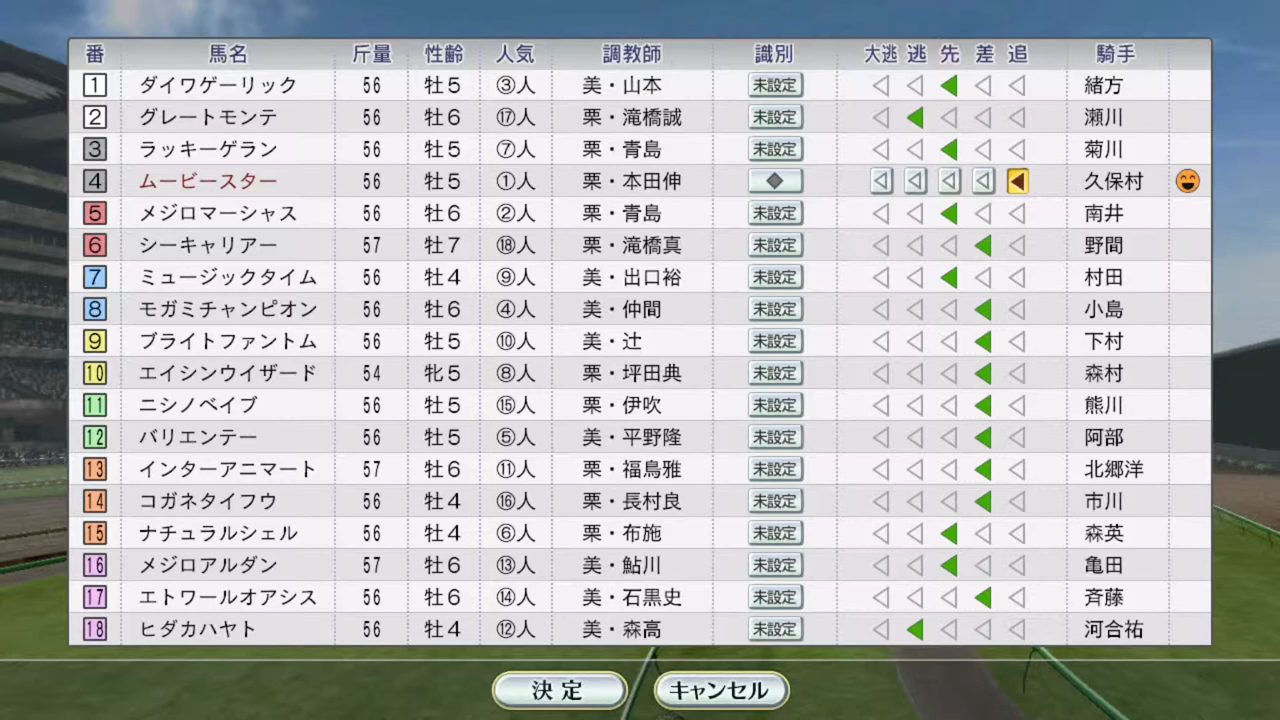 番 馬名 斤量 性齢 人気 調教師 識別 大逃 逃 先 差 追 騎手
1 ダイワゲーリック 56 牡5 ③人 美・山本 未設定 緒方
2 グレートモンテ 56 牡6 ⑰人 栗・滝橋誠 未設定 瀬川
3 ラッキーゲラン 56 牡5 ⑦人 栗・青島 未設定 菊川
4 ムービースター 56 牡5 ①人 栗・本田伸 久保村
5 メジロマーシャス 56 牡6 ②人 栗・青島 未設定 南井
6 シーキャリアー 57 牡7 ⑱人 栗・滝橋真 未設定 野間
7 ミュージックタイム 56 牡4 ⑨人 美・出口裕 未設定 村田
8 モガミチャンピオン 56 牡6 ④人 美・仲間 未設定 小島
9 ブライトファントム 56 牡5 ⑩人 美・辻 未設定 下村
10 エイシンウイザード 54 牝5 ⑧人 栗・坪田典 未設定 森村
11 ニシノベイブ 56 牡5 ⑮人 栗・伊吹 未設定 熊川
12 バリエンテー 56 牡5 ⑤人 美・平野隆 未設定 阿部
13 インターアニマート 57 牡6 ⑪人 栗・福島雅 未設定 北郷洋
14 コガネタイフウ 56 牡4 ⑯人 栗・長村良 未設定 市川
15 ナチュラルシェル 56 牡4 ⑥人 栗・布施 未設定 森英
16 メジロアルダン 57 牡6 ⑬人 美・鮎川 未設定 亀田
17 エトワールオアシス 56 牡6 ⑭人 美・石黒史 未設定 斉藤
18 ヒダカハヤト 56 牡4 ⑫人 美・森高 未設定 河合祐
決定 キャンセル